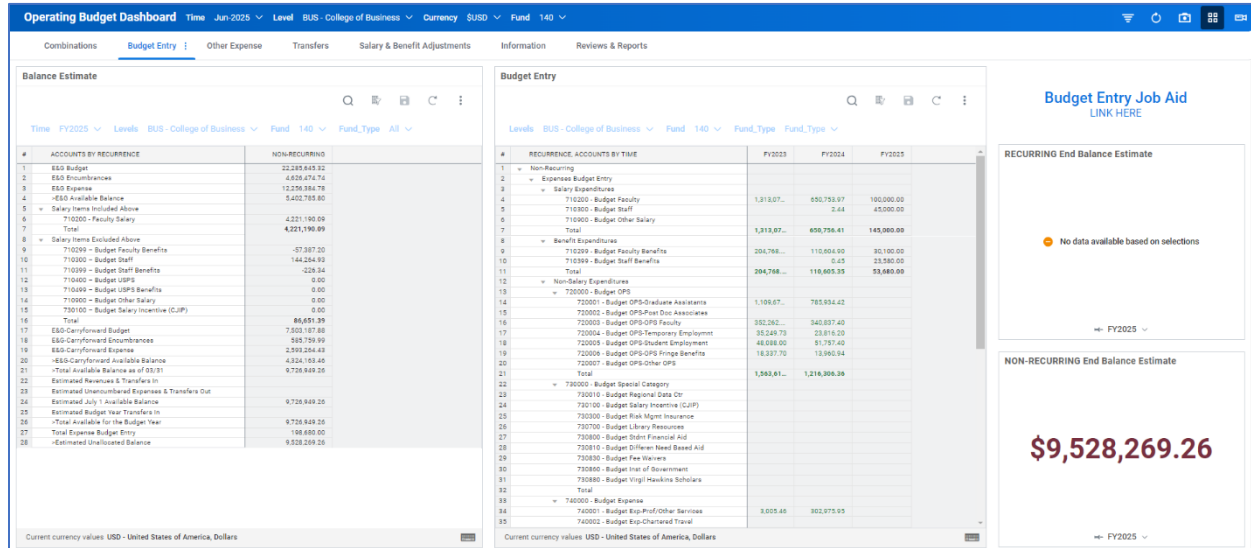 Operating Budget Dashboard Time Jun-2025 Level BUS - College of Business Currency $USD Fund 140
Combinations Budget Entry Other Expense Transfers Salary & Benefit Adjustments Information Reviews & Reports
Balance Estimate
Time FY2025 Levels BUS - College of Business Fund 140 Fund_Type All
# ACCOUNTS BY RECURRENCE NON-RECURRING
1 E&G Budget 22,285,645.32
2 E&G Encumbrances 4,626,474.74
3 E&G Expense 12,256,384.78
4 >E&G Available Balance 5,402,785.80
5 Salary Items Included Above
6 710200 - Faculty Salary 4,221,190.09
7 Total 4,221,190.09
8 Salary Items Excluded Above
9 710299 – Budget Faculty Benefits -57,387.20
10 710300 – Budget Staff 144,264.93
11 710399 – Budget Staff Benefits -226.34
12 710400 – Budget USPS 0.00
13 710499 – Budget USPS Benefits 0.00
14 710900 – Budget Other Salary 0.00
15 730100 – Budget Salary Incentive (CJIP) 0.00
16 Total 86,651.39
17 E&G-Carryforward Budget 7,503,187.88
18 E&G-Carryforward Encumbrances 585,759.99
19 E&G-Carryforward Expense 2,593,264.43
20 >E&G-Carryforward Available Balance 4,324,163.46
21 >Total Available Balance as of 03/31 9,726,949.26
22 Estimated Revenues & Transfers In
23 Estimated Unencumbered Expenses & Transfers Out
24 Estimated July 1 Available Balance 9,726,949.26
25 Estimated Budget Year Transfers In
26 >Total Available for the Budget Year 9,726,949.26
27 Total Expense Budget Entry 198,680.00
28 >Estimated Unallocated Balance 9,528,269.26
Current currency values USD - United States of America, Dollars
Budget Entry
Levels BUS - College of Business Fund 140 Fund_Type Fund_Type
# RECURRENCE, ACCOUNTS BY TIME FY2023 FY2024 FY2025
1 Non-Recurring
2 Expenses Budget Entry
3 Salary Expenditures
4 710200 - Budget Faculty 1,313,07... 650,753.97 100,000.00
5 710300 - Budget Staff 2.44 45,000.00
6 710900 - Budget Other Salary
7 Total 1,313,07... 650,756.41 145,000.00
8 Benefit Expenditures
9 710299 - Budget Faculty Benefits 204,768... 110,604.90 30,100.00
10 710399 - Budget Staff Benefits 0.45 23,580.00
11 Total 204,768... 110,605.35 53,680.00
12 Non-Salary Expenditures
13 720000 - Budget OPS
14 720001 - Budget OPS-Graduate Assistants 1,109,67... 785,934.42
15 720002 - Budget OPS-Post Doc Associates
16 720003 - Budget OPS-OPS Faculty 352,262... 340,837.40
17 720004 - Budget OPS-Temporary Employmnt 35,249.73 23,816.20
18 720005 - Budget OPS-Student Employment 48,088.00 51,757.40
19 720006 - Budget OPS-OPS Fringe Benefits 18,337.70 13,960.94
20 720007 - Budget OPS-Other OPS
21 Total 1,563,61... 1,216,306.36
22 730000 - Budget Special Category
23 730010 - Budget Regional Data Ctr
24 730100 - Budget Salary Incentive (CJIP)
25 730300 - Budget Risk Mgmt Insurance
26 730700 - Budget Library Resources
27 730800 - Budget Stdnt Financial Aid
28 730810 - Budget Differen Need Based Aid
29 730830 - Budget Fee Waivers
30 730860 - Budget Inst of Government
31 730880 - Budget Virgil Hawkins Scholars
32 Total
33 740000 - Budget Expense
34 740001 - Budget Exp-Prof/Other Services 3,005.46 302,975.95
35 740002 - Budget Exp-Chartered Travel
Current currency values USD - United States of America, Dollars
Budget Entry Job Aid
LINK HERE
RECURRING End Balance Estimate
No data available based on selections
FY2025
NON-RECURRING End Balance Estimate
$9,528,269.26
FY2025